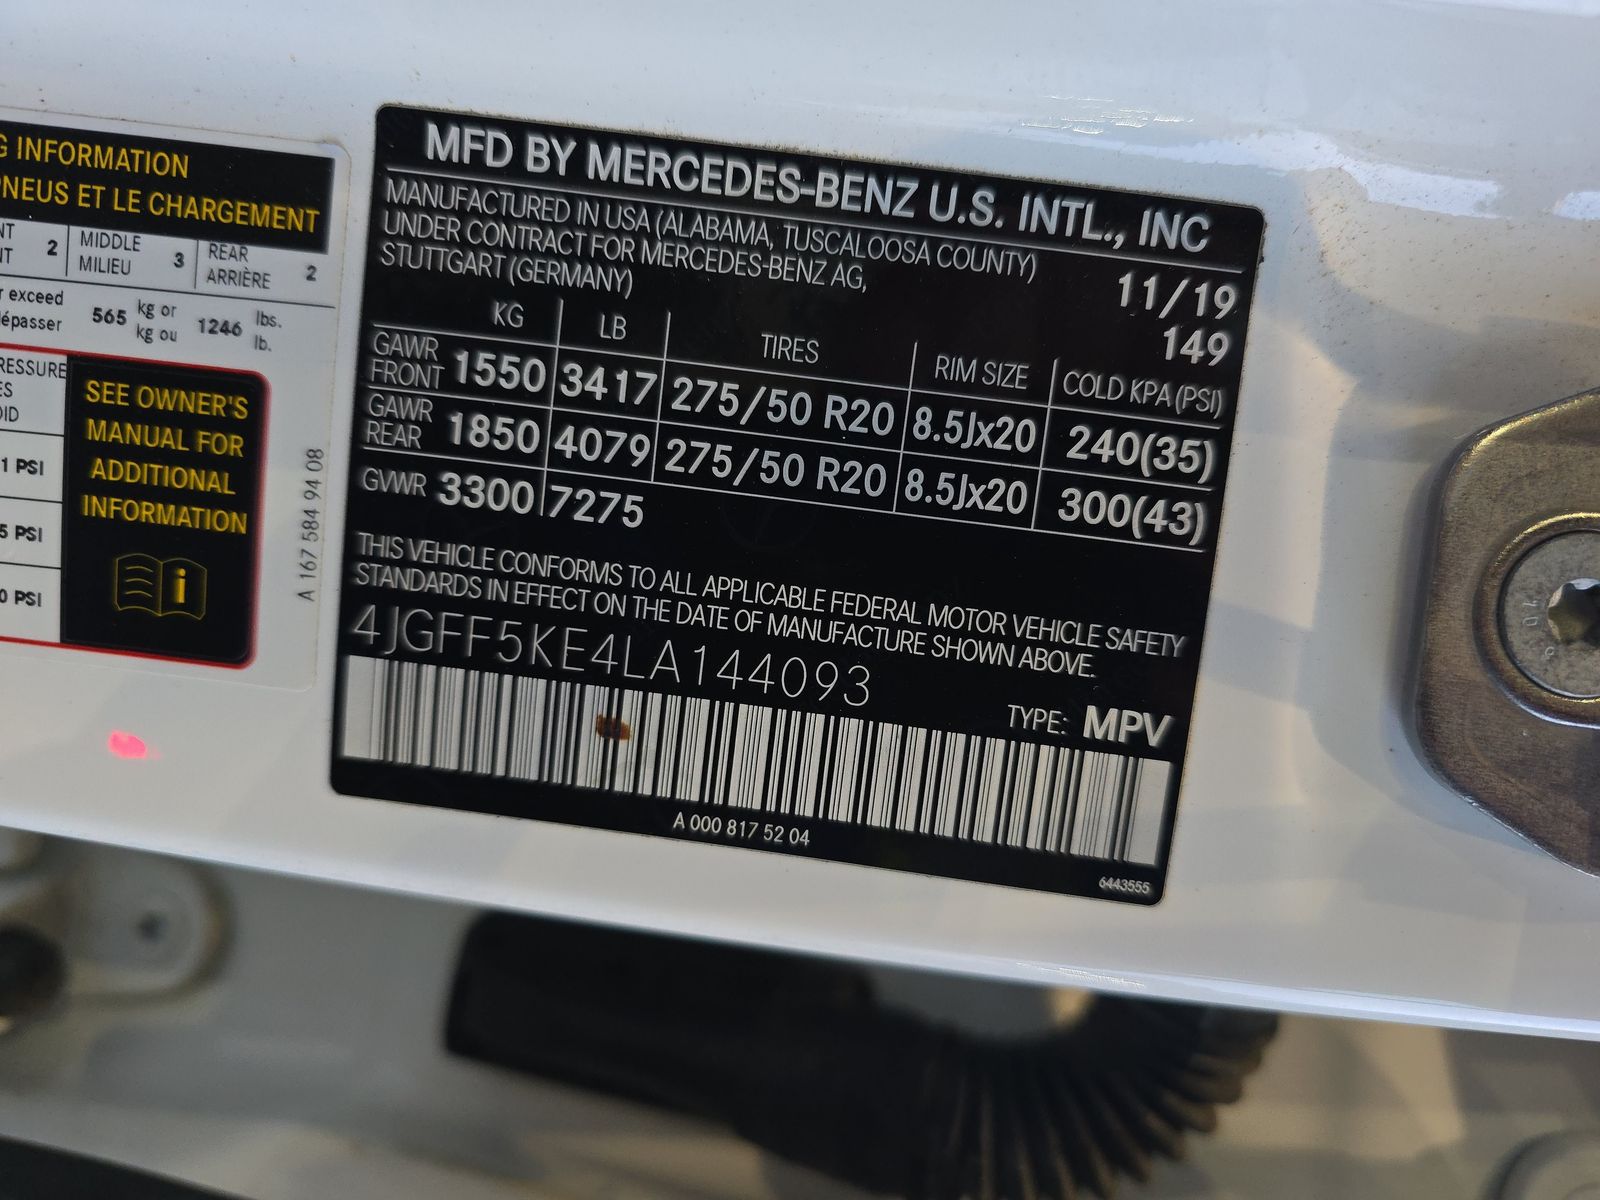 G INFORMATION
PNEUS ET LE CHARGEMENT
NT 2 MIDDLE 3 REAR 2
NT MILIEU ARRIÈRE
r exceed 565 kg or 1246 lbs.
dépasser kg ou lb.
RESSURE
ES
OID
1 PSI
5 PSI
0 PSI
SEE OWNER'S
MANUAL FOR
ADDITIONAL
INFORMATION
i
A 167 584 94 08
MFD BY MERCEDES-BENZ U.S. INTL., INC
MANUFACTURED IN USA (ALABAMA, TUSCALOOSA COUNTY)
UNDER CONTRACT FOR MERCEDES-BENZ AG,
STUTTGART (GERMANY)
11/19
149
KG LB TIRES RIM SIZE COLD KPA (PSI)
GAWR FRONT 1550 3417 275/50 R20 8.5Jx20 240(35)
GAWR REAR 1850 4079 275/50 R20 8.5Jx20 300(43)
GVWR 3300 7275
THIS VEHICLE CONFORMS TO ALL APPLICABLE FEDERAL MOTOR VEHICLE SAFETY
STANDARDS IN EFFECT ON THE DATE OF MANUFACTURE SHOWN ABOVE.
4JGFF5KE4LA144093
TYPE: MPV
A 000 817 52 04
6443555